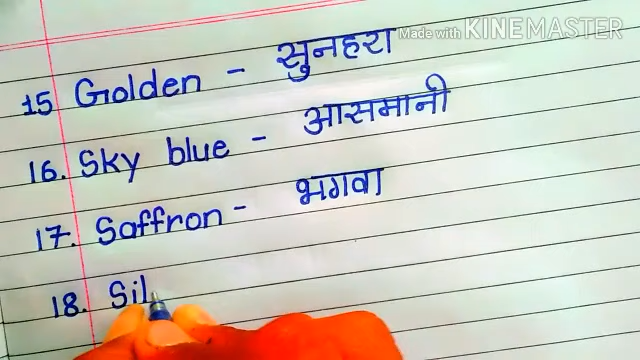 Made with KINEMASTER
15 Golden - सुनहरा
16. Sky blue - आसमानी
17. Saffron - भगवा
18. Sil